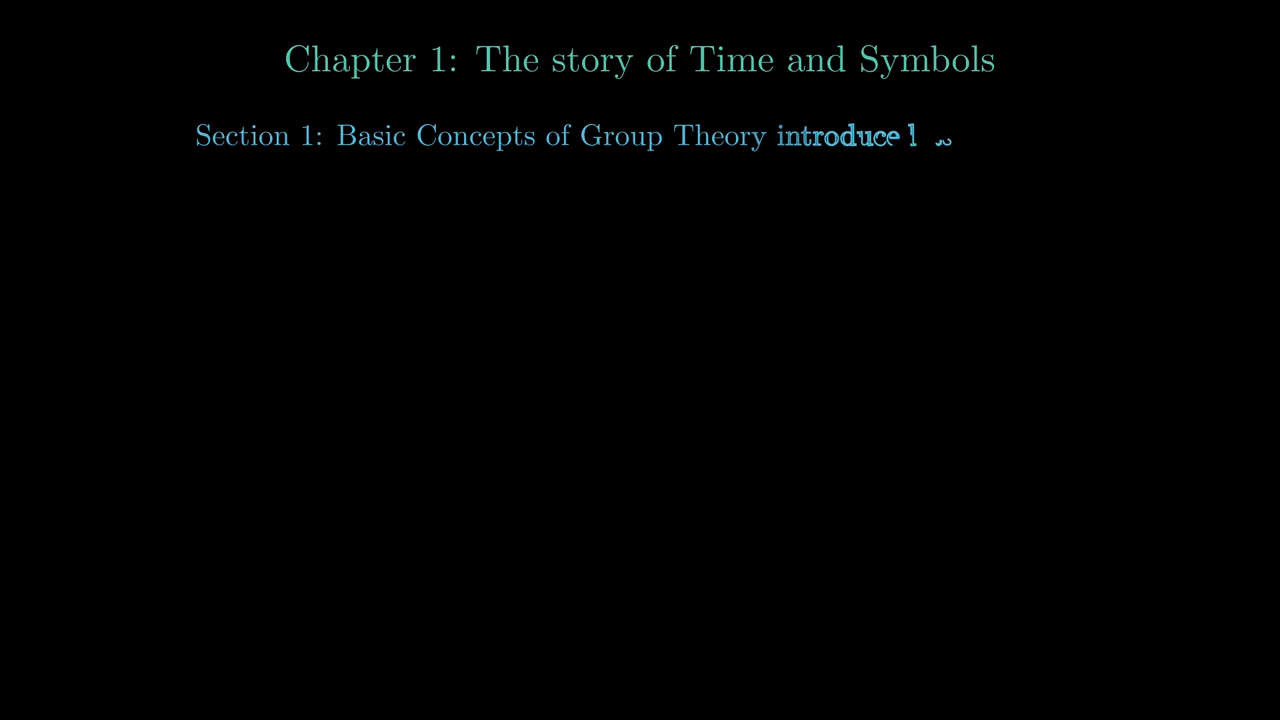 Chapter 1: The story of Time and Symbols
Section 1: Basic Concepts of Group Theory introduce